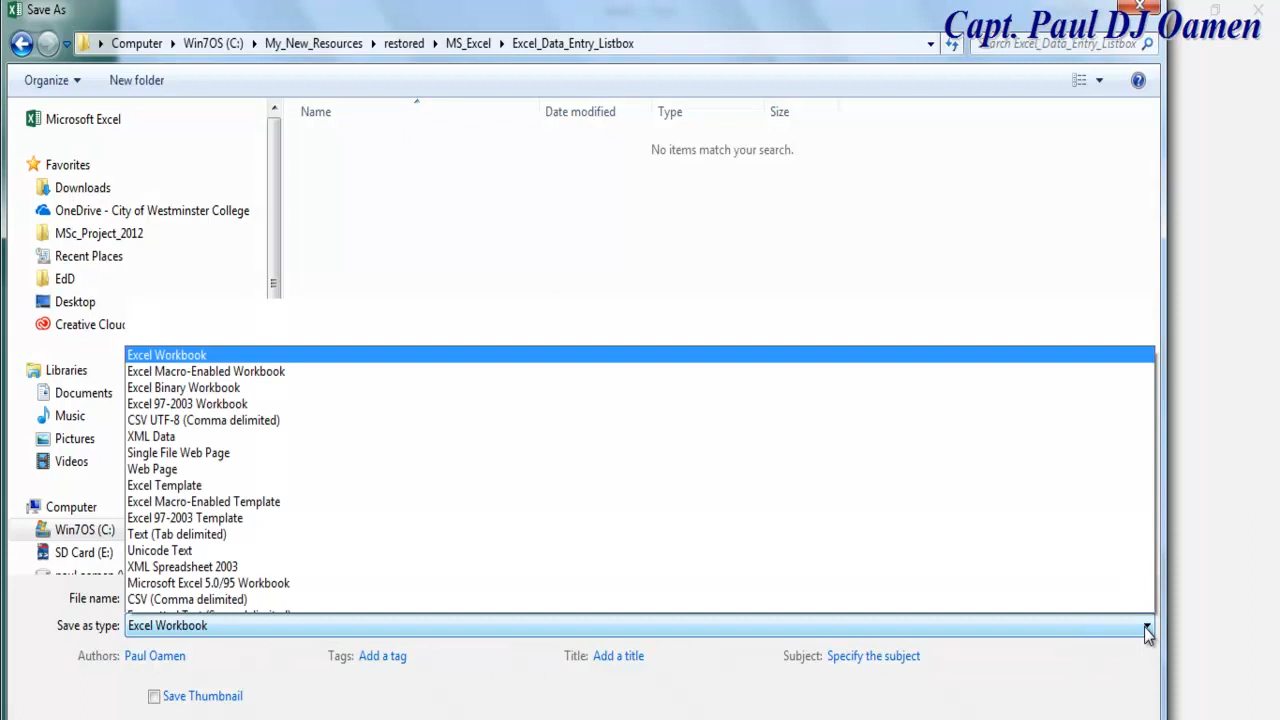 Save As
Capt. Paul DJ Oamen
Computer Win7OS (C:) My_New_Resources restored MS_Excel Excel_Data_Entry_Listbox
Search Excel_Data_Entry_Listbox
Organize New folder
Name Date modified Type Size
No items match your search.
Microsoft Excel
Favorites
Downloads
OneDrive - City of Westminster College
MSc_Project_2012
Recent Places
EdD
Desktop
Creative Clou
Libraries
Documents
Music
Pictures
Videos
Computer
Win7OS (C:)
SD Card (E:)
Excel Workbook
Excel Macro-Enabled Workbook
Excel Binary Workbook
Excel 97-2003 Workbook
CSV UTF-8 (Comma delimited)
XML Data
Single File Web Page
Web Page
Excel Template
Excel Macro-Enabled Template
Excel 97-2003 Template
Text (Tab delimited)
Unicode Text
XML Spreadsheet 2003
Microsoft Excel 5.0/95 Workbook
CSV (Comma delimited)
File name:
Save as type: Excel Workbook
Authors: Paul Oamen Tags: Add a tag Title: Add a title Subject: Specify the subject
Save Thumbnail